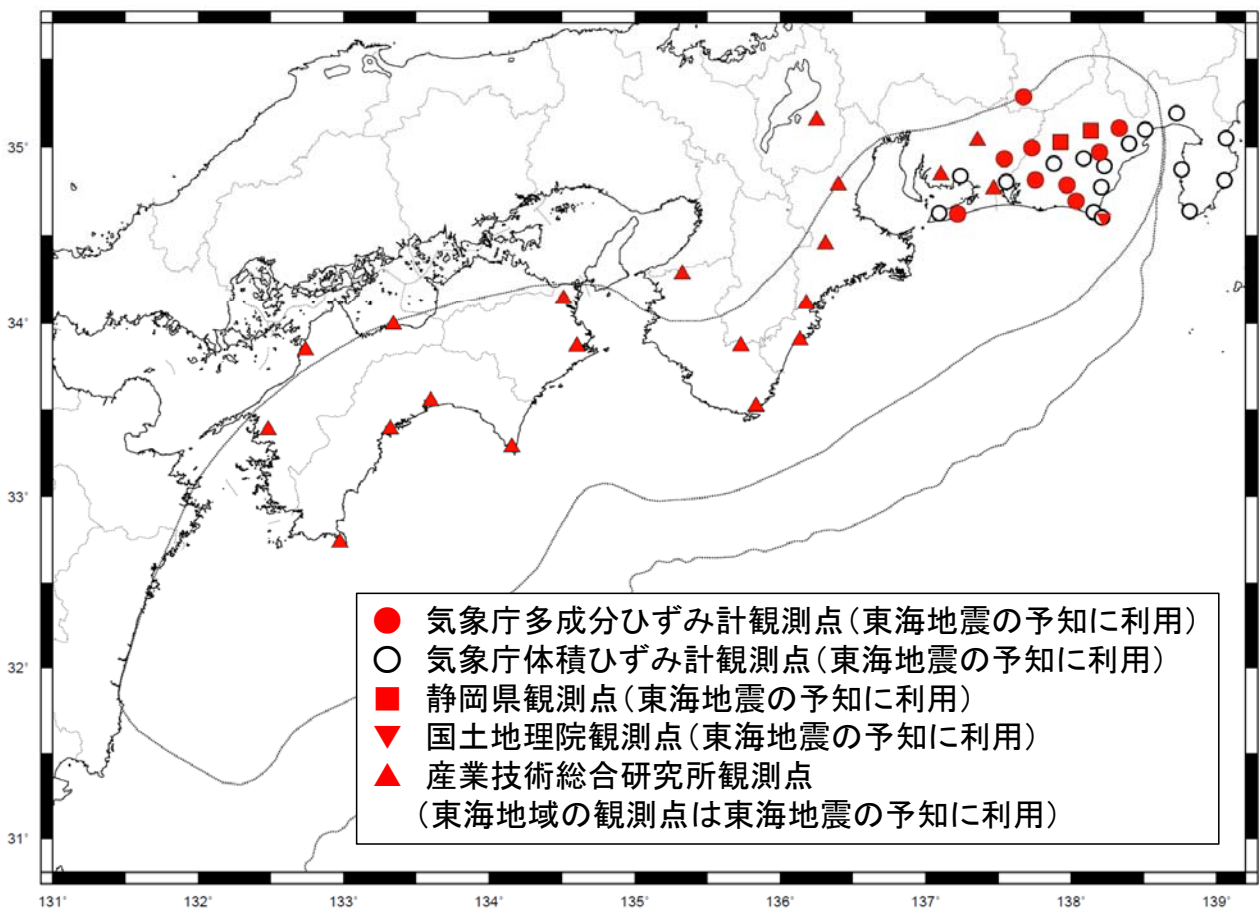 35°
34°
33°
32°
31°
● 気象庁多成分ひずみ計観測点(東海地震の予知に利用)
○ 気象庁体積ひずみ計観測点(東海地震の予知に利用)
■ 静岡県観測点(東海地震の予知に利用)
▼ 国土地理院観測点(東海地震の予知に利用)
▲ 産業技術総合研究所観測点
(東海地域の観測点は東海地震の予知に利用)
131° 132° 133° 134° 135° 136° 137° 138° 139°